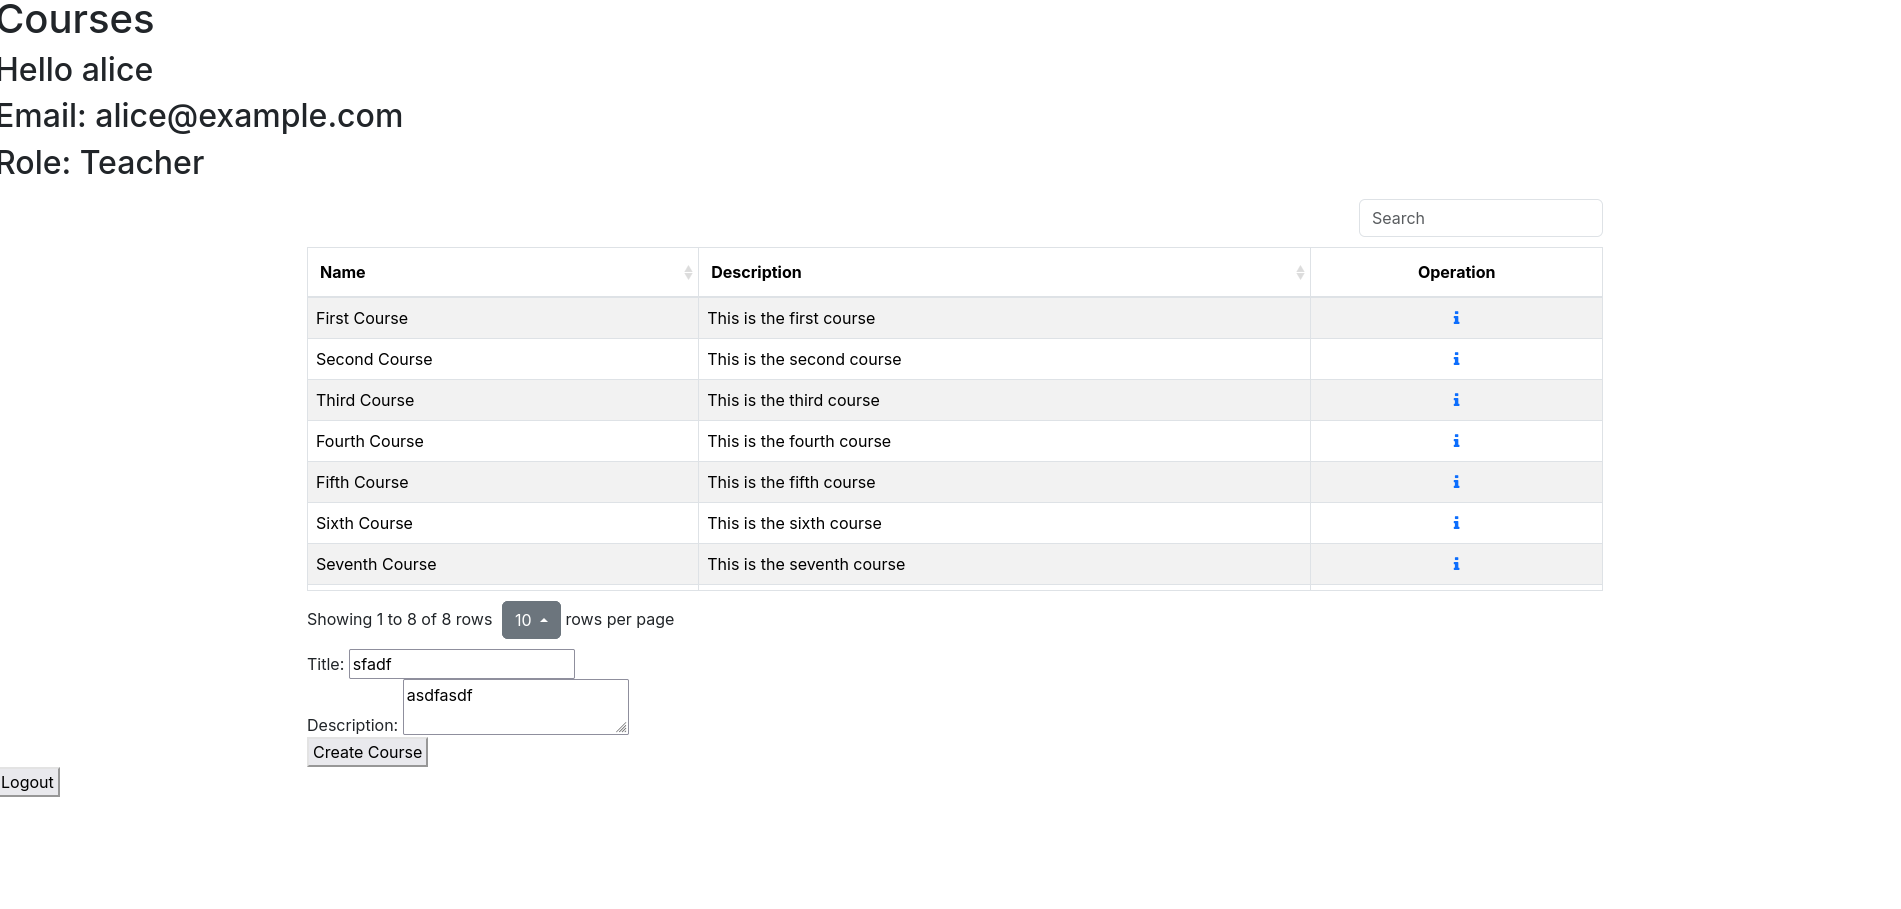 Courses
Hello alice
Email: alice@example.com
Role: Teacher
Search
Name Description Operation
First Course This is the first course
Second Course This is the second course
Third Course This is the third course
Fourth Course This is the fourth course
Fifth Course This is the fifth course
Sixth Course This is the sixth course
Seventh Course This is the seventh course
Showing 1 to 8 of 8 rows 10 rows per page
Title: sfadf
Description: asdfasdf
Create Course
Logout